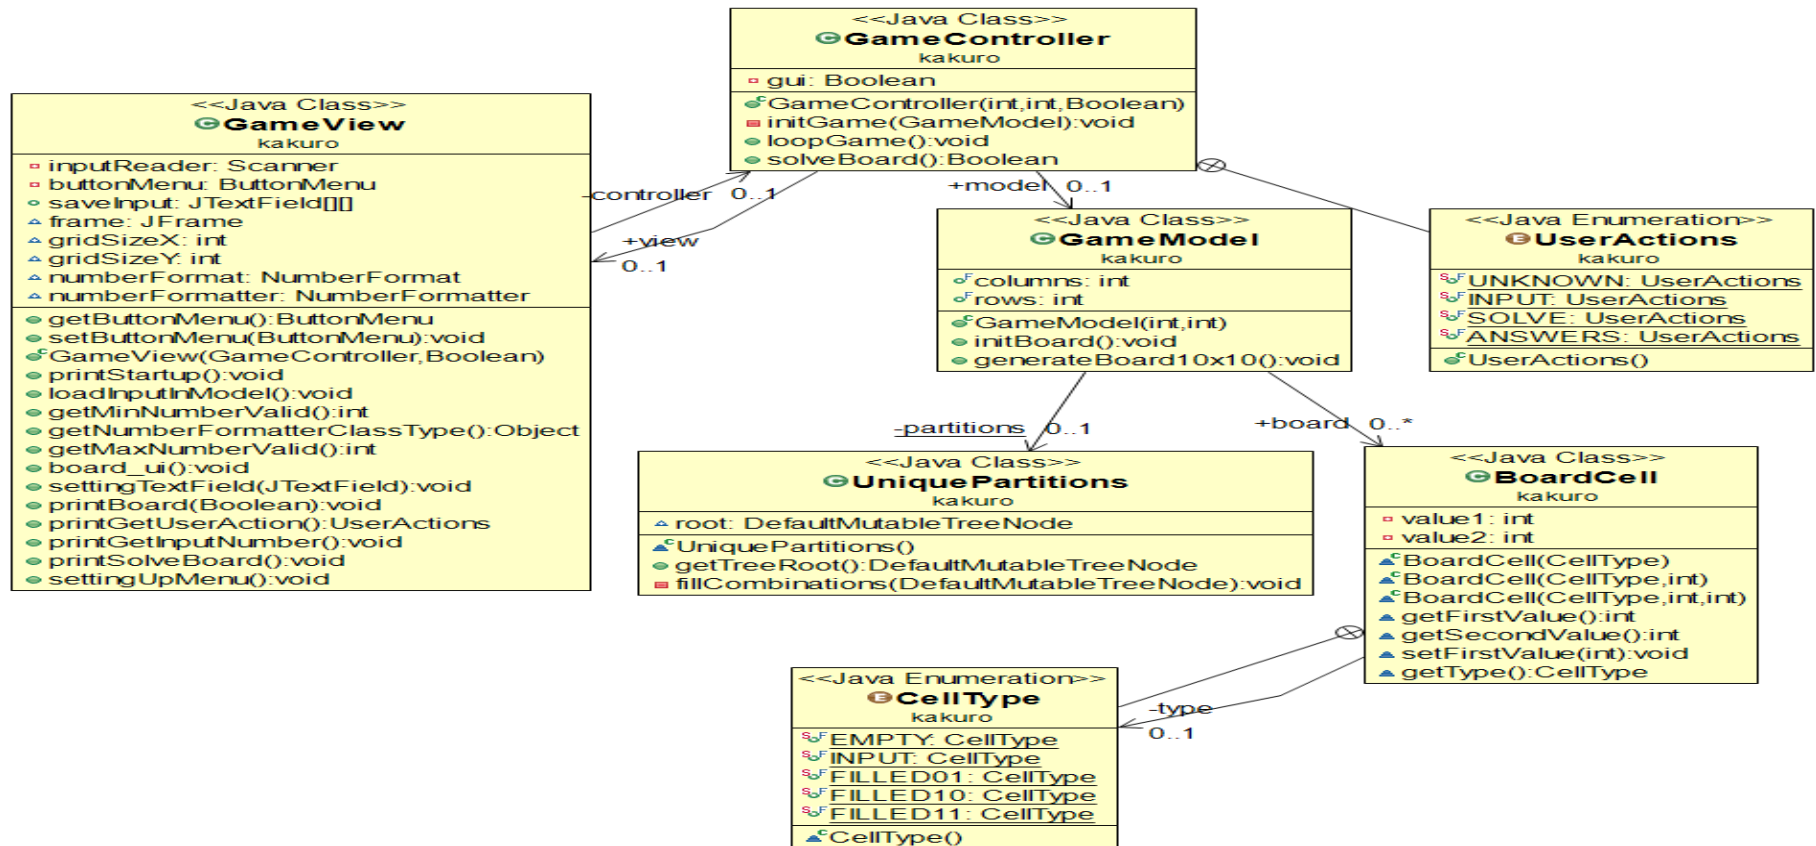 <<Java Class>>
GameController
kakuro
gui: Boolean
GameController(int,int,Boolean)
initGame(GameModel):void
loopGame():void
solveBoard():Boolean
<<Java Class>>
GameView
kakuro
inputReader: Scanner
buttonMenu: ButtonMenu
saveInput: JTextField[][]
frame: JFrame
gridSizeX: int
gridSizeY: int
numberFormat: NumberFormat
numberFormatter: NumberFormatter
getButtonMenu():ButtonMenu
setButtonMenu(ButtonMenu):void
GameView(GameController,Boolean)
printStartup():void
loadInputInModel():void
getMinNumberValid():int
getNumberFormatterClassType():Object
getMaxNumberValid():int
board_ui():void
settingTextField(JTextField):void
printBoard(Boolean):void
printGetUserAction():UserActions
printGetInputNumber():void
printSolveBoard():void
settingUpMenu():void
-controller 0..1
+view
0..1
+model 0..1
<<Java Class>>
GameModel
kakuro
columns: int
rows: int
GameModel(int,int)
initBoard():void
generateBoard10x10():void
<<Java Enumeration>>
UserActions
kakuro
UNKNOWN: UserActions
INPUT: UserActions
SOLVE: UserActions
ANSWERS: UserActions
UserActions()
-partitions 0..1
+board 0..*
<<Java Class>>
UniquePartitions
kakuro
root: DefaultMutableTreeNode
UniquePartitions()
getTreeRoot():DefaultMutableTreeNode
fillCombinations(DefaultMutableTreeNode):void
<<Java Class>>
BoardCell
kakuro
value1: int
value2: int
BoardCell(CellType)
BoardCell(CellType,int)
BoardCell(CellType,int,int)
getFirstValue():int
getSecondValue():int
setFirstValue(int):void
getType():CellType
-type
0..1
<<Java Enumeration>>
CellType
kakuro
EMPTY: CellType
INPUT: CellType
FILLED01: CellType
FILLED10: CellType
FILLED11: CellType
CellType()